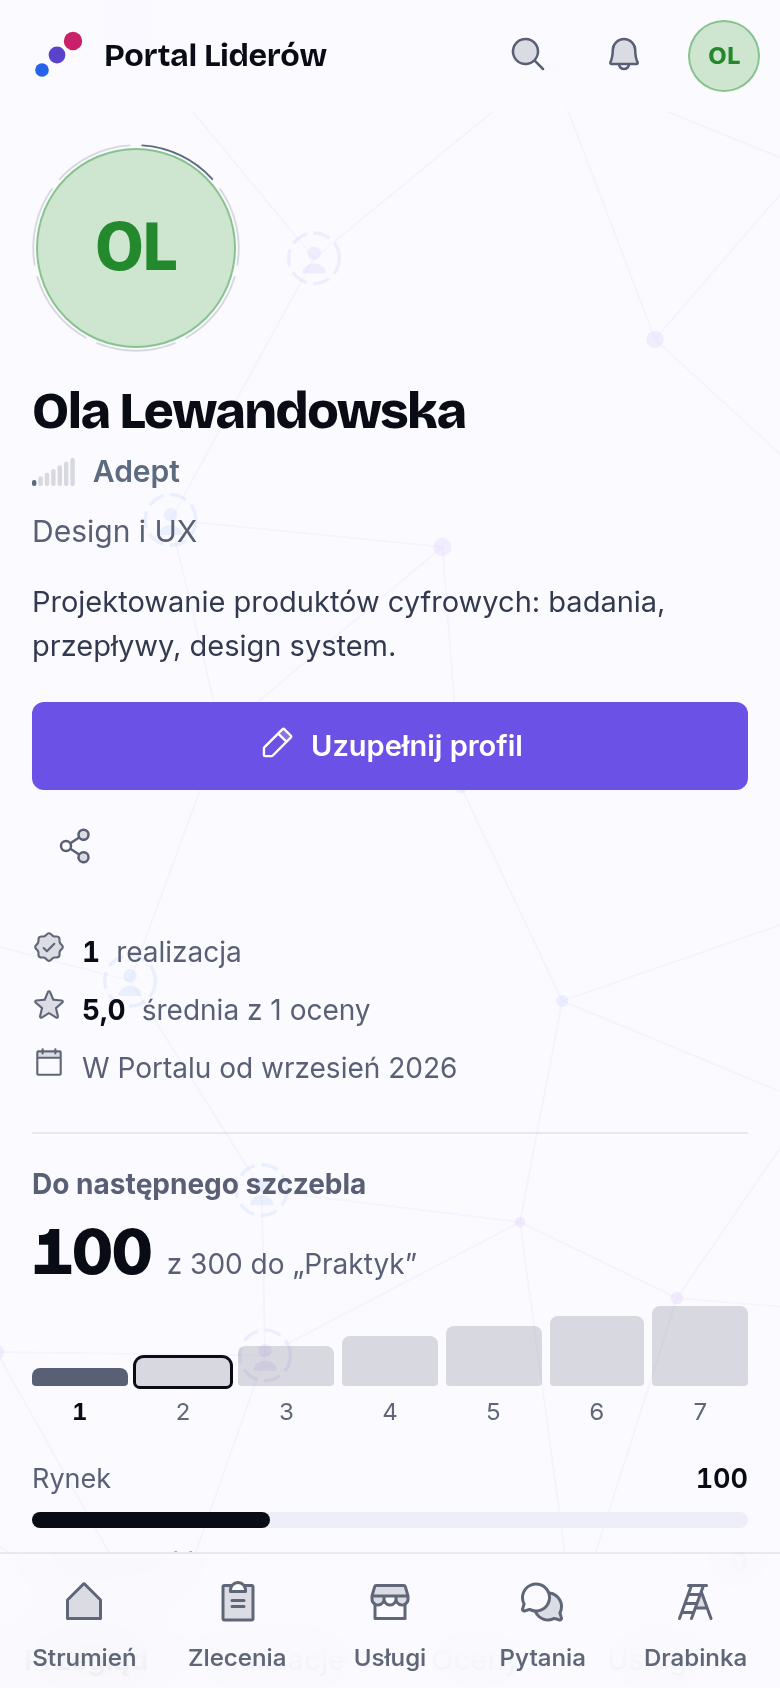 Portal Liderów
OL
OL
Ola Lewandowska
Adept
Design i UX
Projektowanie produktów cyfrowych: badania,
przepływy, design system.
Uzupełnij profil
1 realizacja
5,0 średnia z 1 oceny
W Portalu od wrzesień 2026
Do następnego szczebla
100 z 300 do „Praktyk”
1 2 3 4 5 6 7
Rynek 100
Strumień Zlecenia Usługi Pytania Drabinka